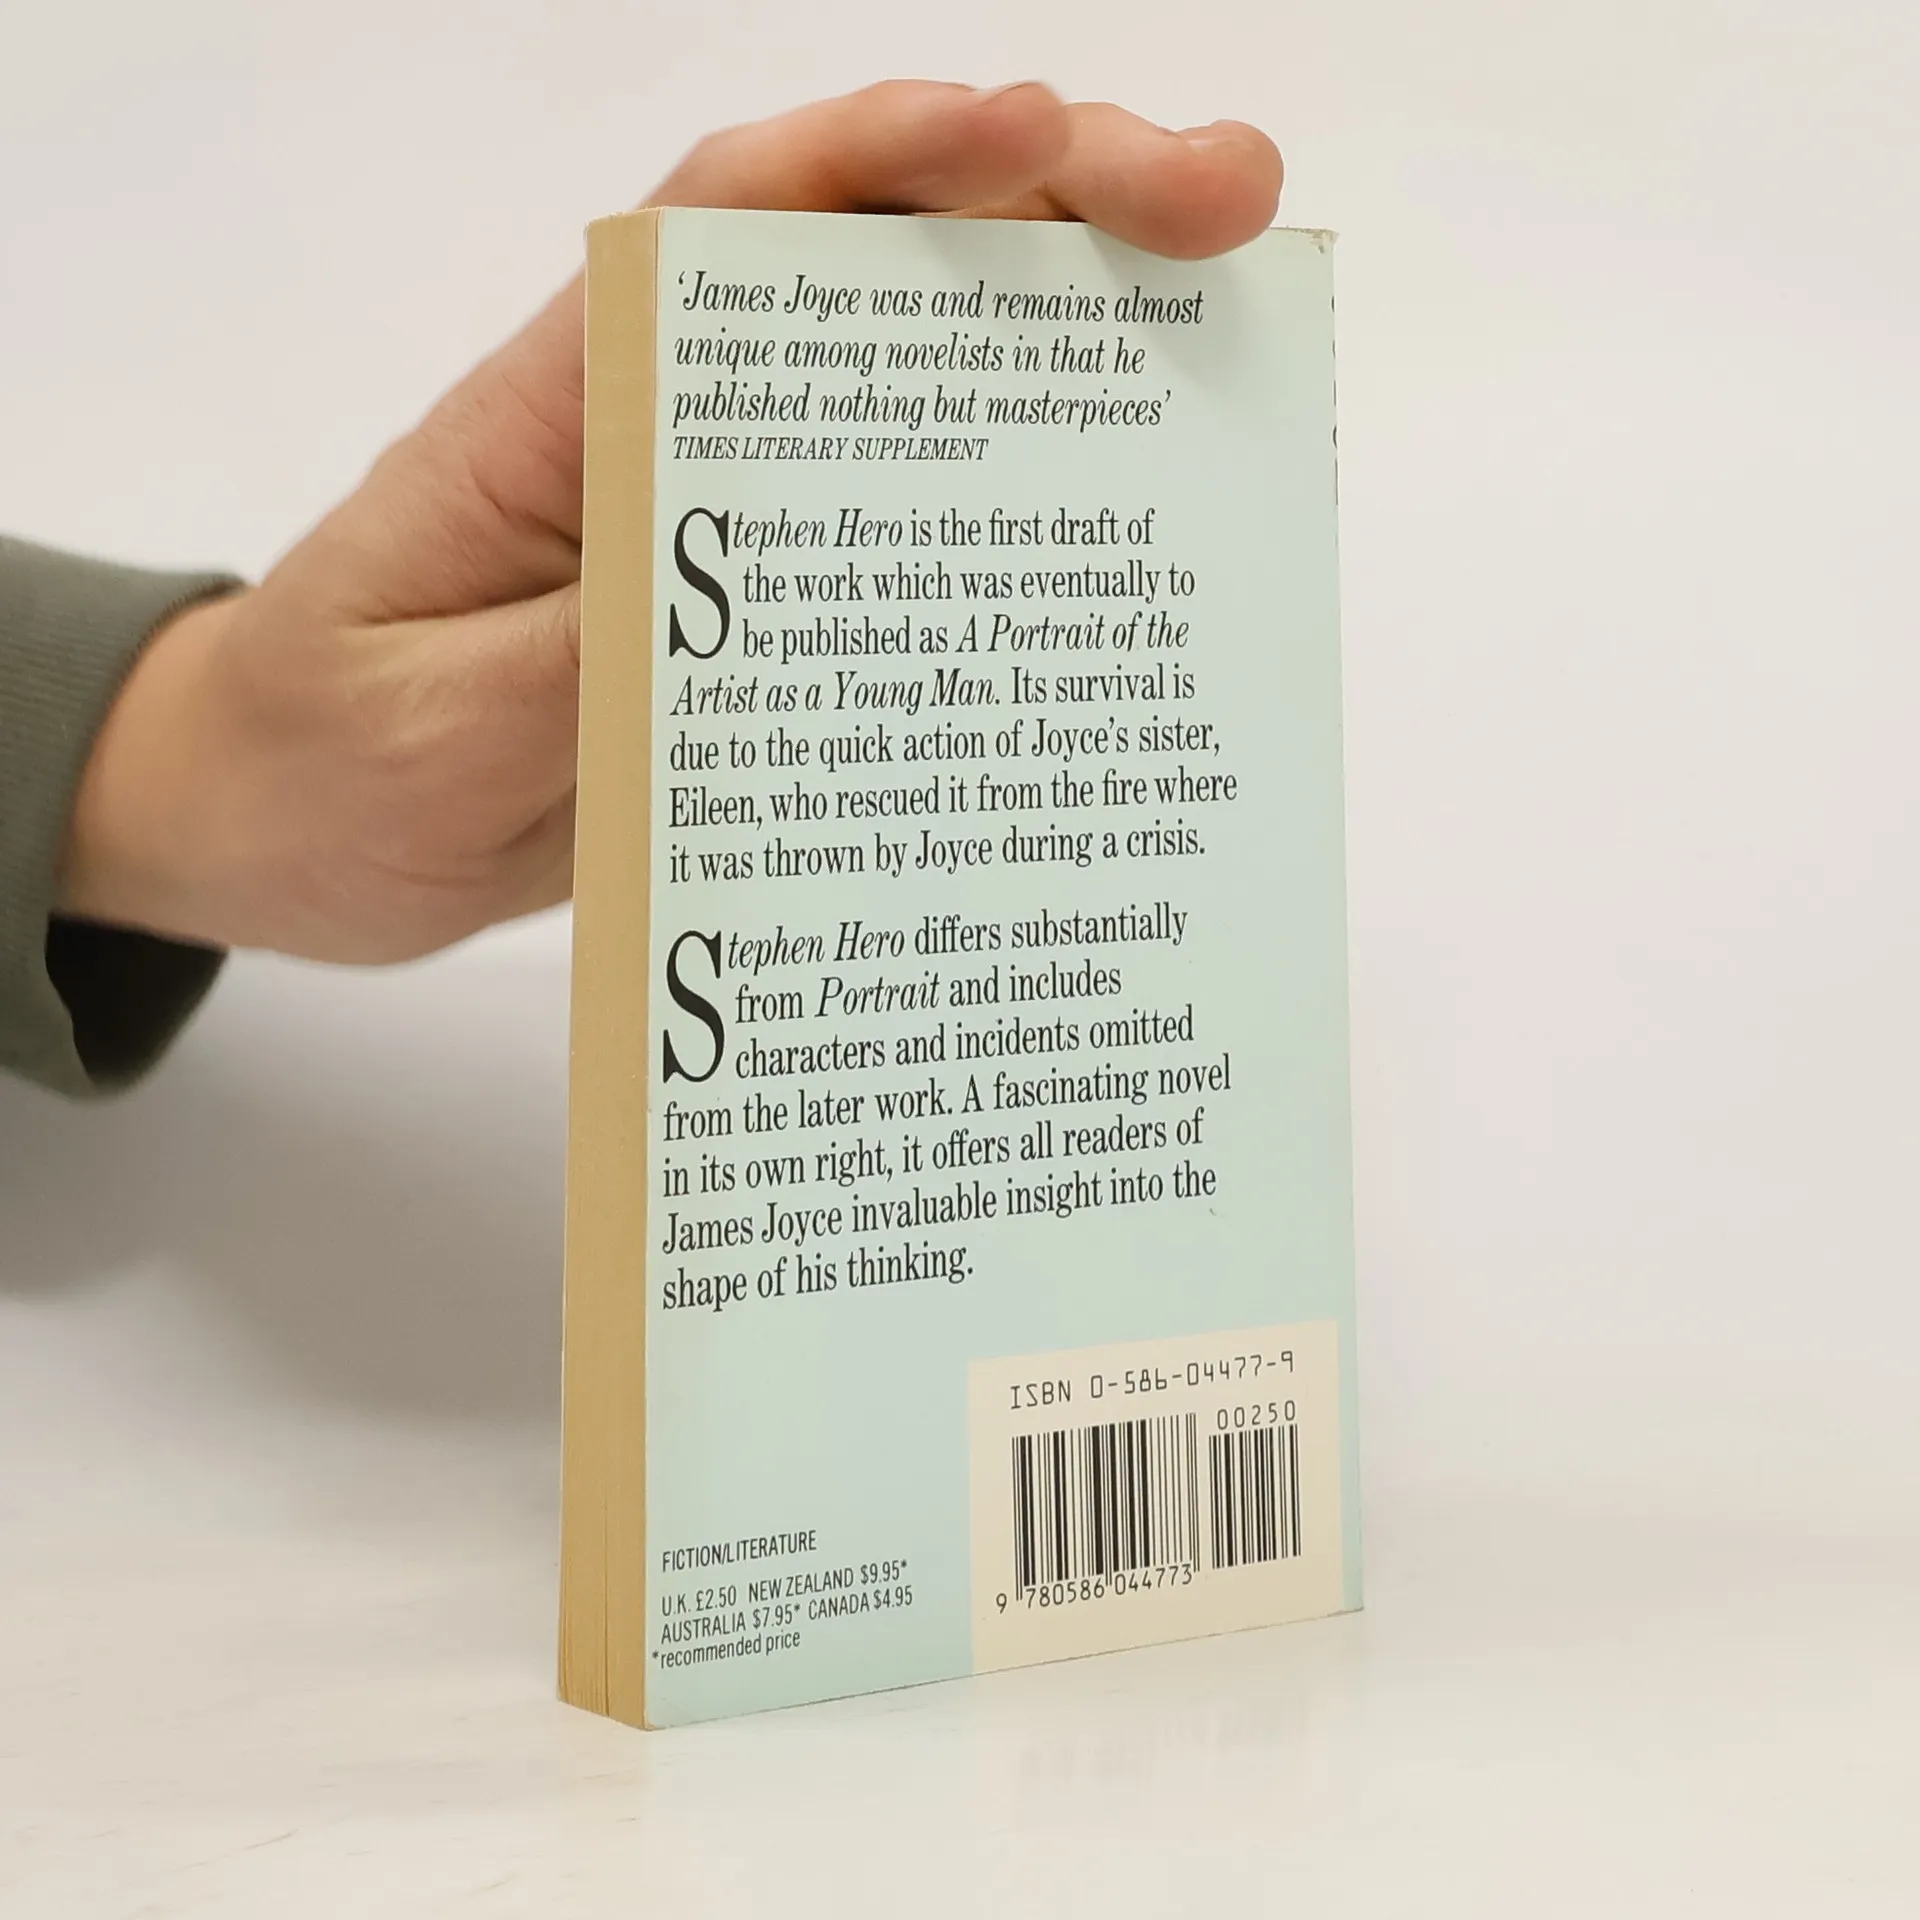 ‘James Joyce was and remains almost
unique among novelists in that he
published nothing but masterpieces’
TIMES LITERARY SUPPLEMENT
Stephen Hero is the first draft of
the work which was eventually to
be published as A Portrait of the
Artist as a Young Man. Its survival is
due to the quick action of Joyce’s sister,
Eileen, who rescued it from the fire where
it was thrown by Joyce during a crisis.
Stephen Hero differs substantially
from Portrait and includes
characters and incidents omitted
from the later work. A fascinating novel
in its own right, it offers all readers of
James Joyce invaluable insight into the
shape of his thinking.
ISBN 0-586-04477-9
00250
9 780586 044773
FICTION/LITERATURE
U.K. £2.50 NEW ZEALAND $9.95*
AUSTRALIA $7.95* CANADA $4.95
*recommended price